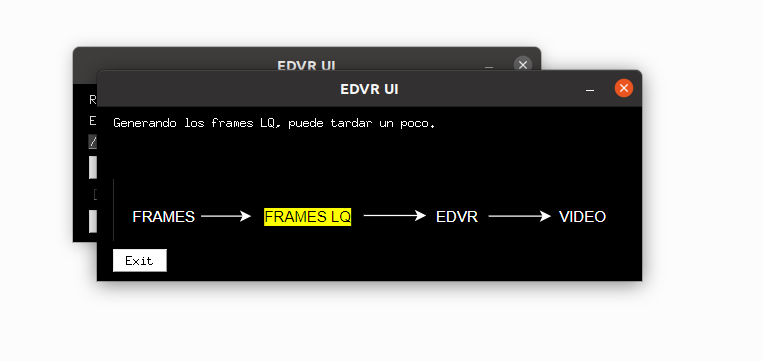 EDVR UI
EDVR UI
Generando los frames LQ, puede tardar un poco.
FRAMES FRAMES LQ EDVR VIDEO
Exit